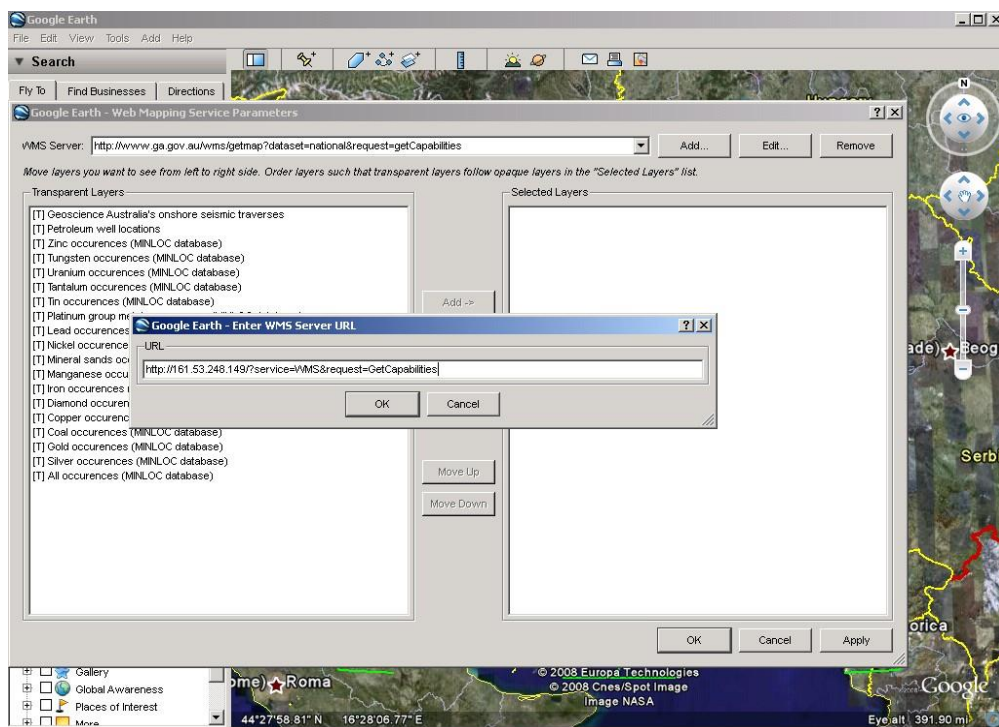 Google Earth
File Edit View Tools Add Help
Search
Fly To Find Businesses Directions
N
Google Earth - Web Mapping Service Parameters
WMS Server: http://www.ga.gov.au/wms/getmap?dataset=national&request=getCapabilities Add... Edit... Remove
Move layers you want to see from left to right side. Order layers such that transparent layers follow opaque layers in the "Selected Layers" list.
Transparent Layers
[T] Geoscience Australia's onshore seismic traverses
[T] Petroleum well locations
[T] Zinc occurences (MINLOC database)
[T] Tungsten occurences (MINLOC database)
[T] Uranium occurences (MINLOC database)
[T] Tantalum occurences (MINLOC database)
[T] Tin occurences (MINLOC database)
[T] Platinum group
[T] Lead occurences
[T] Nickel occurence
[T] Mineral sands
[T] Manganese occu
[T] Iron occurences
[T] Diamond occuren
[T] Copper occurenc
[T] Coal occurences (MINLOC database)
[T] Gold occurences (MINLOC database)
[T] Silver occurences (MINLOC database)
[T] All occurences (MINLOC database)
Add ->
Move Up
Move Down
Selected Layers
Google Earth - Enter WMS Server URL
URL
http://161.53.248.149/?service=WMS&request=GetCapabilities
OK Cancel
OK Cancel Apply
ade) Beog
Serb
orica
Gallery
Global Awareness
Places of Interest
More
ome) Roma
© 2008 Europa Technologies
© 2008 Cnes/Spot Image
Image NASA
Google
44°27'58.81" N 16°28'06.77" E
Eye alt 391.90 mi